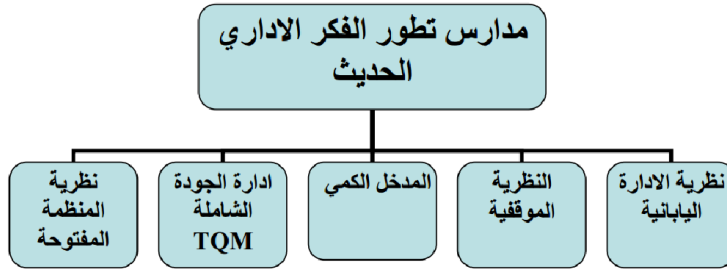 مدارس تطور الفكر الاداري
الحديث
نظرية الادارة
اليابانية
النظرية
الموقفية
المدخل الكمي
ادارة الجودة
الشاملة
TQM
نظرية
المنظمة
المفتوحة